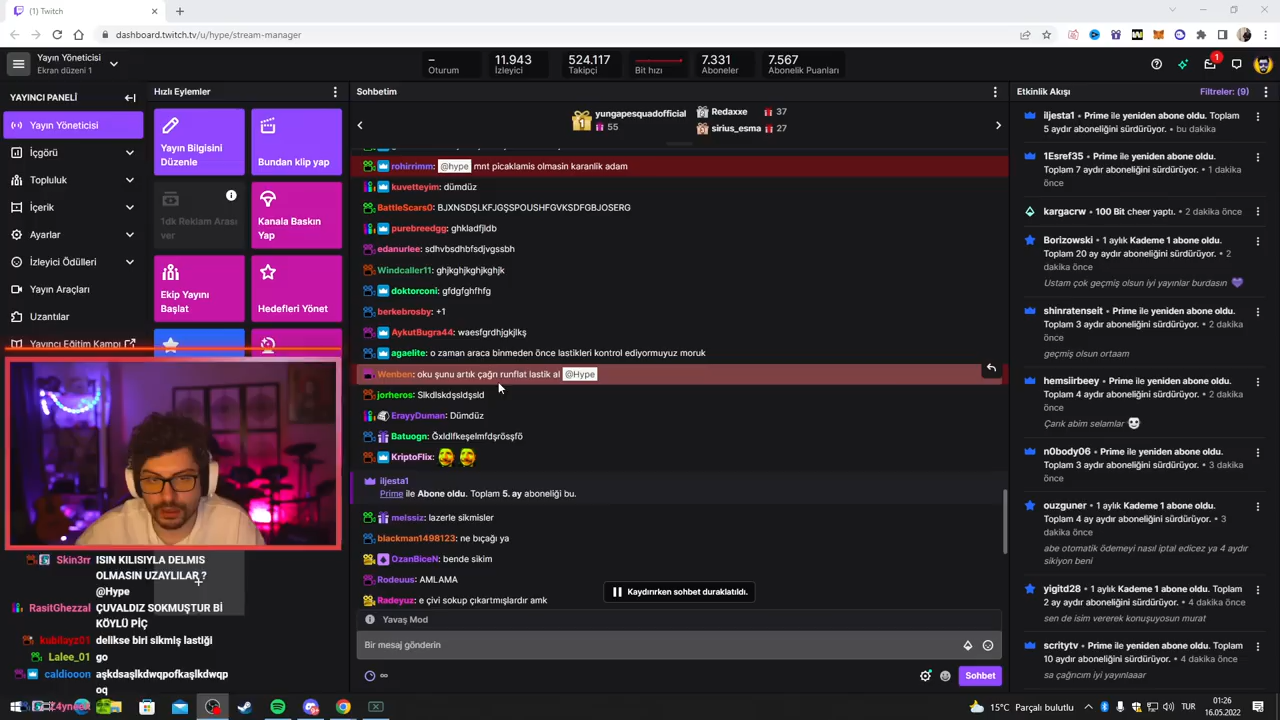 Twitch
dashboard.twitch.tv/u/hype/stream-manager
Yayın Yöneticisi
Ekran düzeni 1
–
Oturum
11.943
İzleyici
524.117
Takipçi
Bit hızı
7.331
Aboneler
7.567
Abonelik Puanları
1
YAYINCI PANELİ
Yayın Yöneticisi
İçgörü
Topluluk
İçerik
Ayarlar
İzleyici Ödülleri
Yayın Araçları
Uzantılar
Yayıncı Eğitim Kampı
Hızlı Eylemler
Yayın Bilgisini
Düzenle
Bundan klip yap
1dk Reklam Arası
ver
Kanala Baskın
Yap
Ekip Yayını
Başlat
Hedefleri Yönet
Sohbetim
1
yungapesquadofficial
55
Redaxxe 37
sirius_esma 27
rohirrimm: @hype mnt picaklamis olmasin karanlik adam
kuvetteyim: dümdüz
BattleScars0: BJXNSDŞLKFJGŞSPOUSHFGVKSDFGBJOSERG
purebreedgg: ghkladfjldb
edanurlee: sdhvbsdhbfsdjvgssbh
Windcaller11: ghjkghjkghjkghjk
doktorconi: gfdgfghfhfg
berkebrosby: +1
AykutBugra44: waesfgrdhjgkjlkş
agaelite: o zaman araca binmeden önce lastikleri kontrol ediyormuyuz moruk
Wenben: oku şunu artık çağrı runflat lastik al @Hype
jorheros: Slkdlskdşsldşsld
ErayyDuman: Dümdüz
Batuogn: Ğxldlfkeşelmfdşröşşfö
KriptoFlix:
iljesta1
Prime ile Abone oldu. Toplam 5. ay aboneliği bu.
melssiz: lazerle sikmisler
blackman1498123: ne bıçağı ya
OzanBiceN: bende sikim
Rodeuus: AMLAMA
Radeyuz: e çivi sokup çıkartmışlardır amk
Kaydırırken sohbet duraklatıldı.
Yavaş Mod
Bir mesaj gönderin
∞
Sohbet
Etkinlik Akışı
Filtreler: (9)
iljesta1 • Prime ile yeniden abone oldu. Toplam
5 aydır aboneliğini sürdürüyor. • bu dakika
1Esref35 • Prime ile yeniden abone oldu.
Toplam 7 aydır aboneliğini sürdürüyor. • 1 dakika
önce
kargacrw • 100 Bit cheer yaptı. • 2 dakika önce
Borizowski • 1 aylık Kademe 1 abone oldu.
Toplam 20 ay aydır aboneliğini sürdürüyor. • 2
dakika önce
Ustam çok geçmiş olsun iyi yayınlar burdasın
shinratenseit • Prime ile yeniden abone oldu.
Toplam 3 aydır aboneliğini sürdürüyor. • 2 dakika
önce
geçmiş olsun ortaam
hemsiirbeey • Prime ile yeniden abone oldu.
Toplam 4 aydır aboneliğini sürdürüyor. • 2 dakika
önce
Çarık abim selamlar
n0body06 • Prime ile yeniden abone oldu.
Toplam 3 aydır aboneliğini sürdürüyor. • 3 dakika
önce
ouzguner • 1 aylık Kademe 1 abone oldu.
Toplam 4 ay aydır aboneliğini sürdürüyor. • 3
dakika önce
abe otomatik ödemeyi nasıl iptal edicez ya 4 aydır
sikiyon beni
yigitd28 • 1 aylık Kademe 1 abone oldu. Toplam
2 ay aydır aboneliğini sürdürüyor. • 4 dakika önce
sen de isim vererek konuşuyosun murat
scritytv • Prime ile yeniden abone oldu. Toplam
10 aydır aboneliğini sürdürüyor. • 4 dakika önce
sa çağrıcım iyi yayınlaaar
Skin3rr ISIN KILISIYLA DELMIS
OLMASIN UZAYLILAR ?
@Hype
RasitGhezzal ÇUVALDIZ SOKMUŞTUR Bİ
KÖYLÜ PİÇ
kubilayz01 delikse biri sikmiş lastiği
Lalee_01 go
caldiooon aşkdsaşlkdwqpofkaşlkdwqp
oq
15°C Parçalı bulutlu
TUR
01:26
16.05.2022